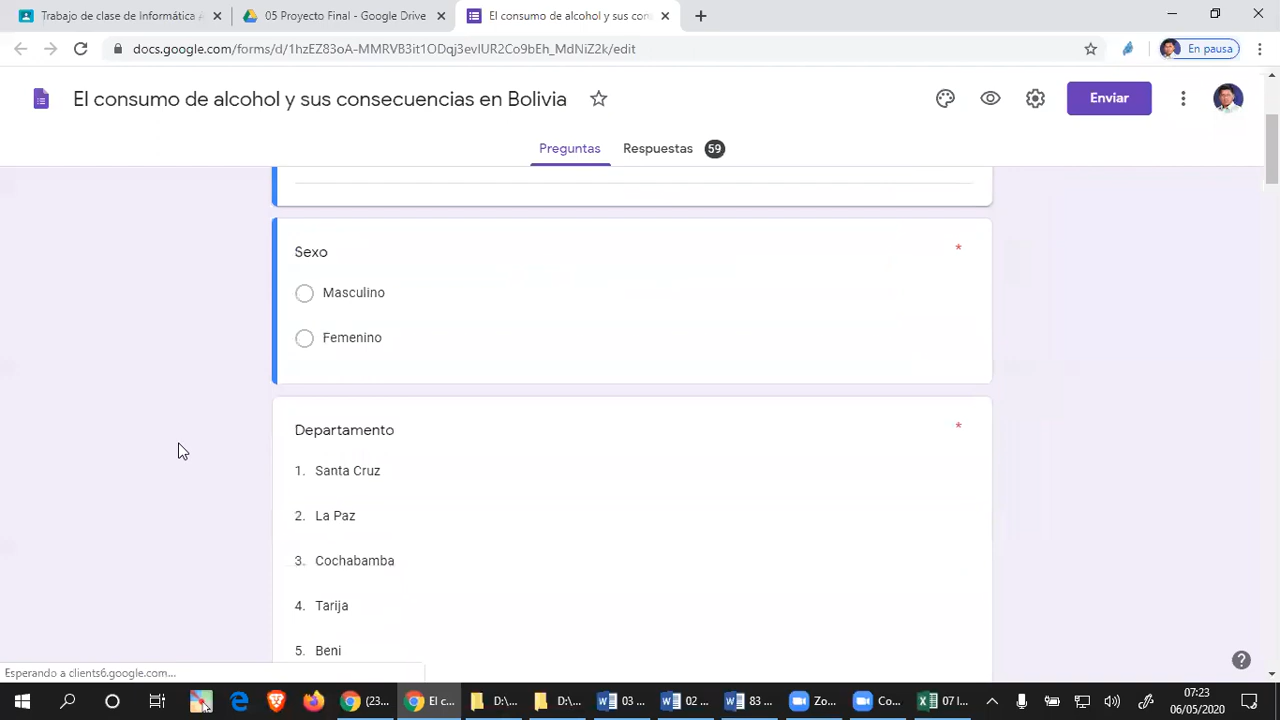 Trabajo de clase de Informática
05 Proyecto Final - Google Drive
El consumo de alcohol y sus con
docs.google.com/forms/d/1hzEZ83oA-MMRVB3it1ODqj3evlUR2Co9bEh_MdNiZ2k/edit
En pausa
El consumo de alcohol y sus consecuencias en Bolivia
Enviar
Preguntas
Respuestas 59
Sexo *
Masculino
Femenino
Departamento *
1. Santa Cruz
2. La Paz
3. Cochabamba
4. Tarija
5. Beni
Esperando a clients6.google.com...
(23...
El c...
D:\...
D:\...
03 ...
02 ...
83 ...
Zo...
Co...
07 l...
07:23
06/05/2020